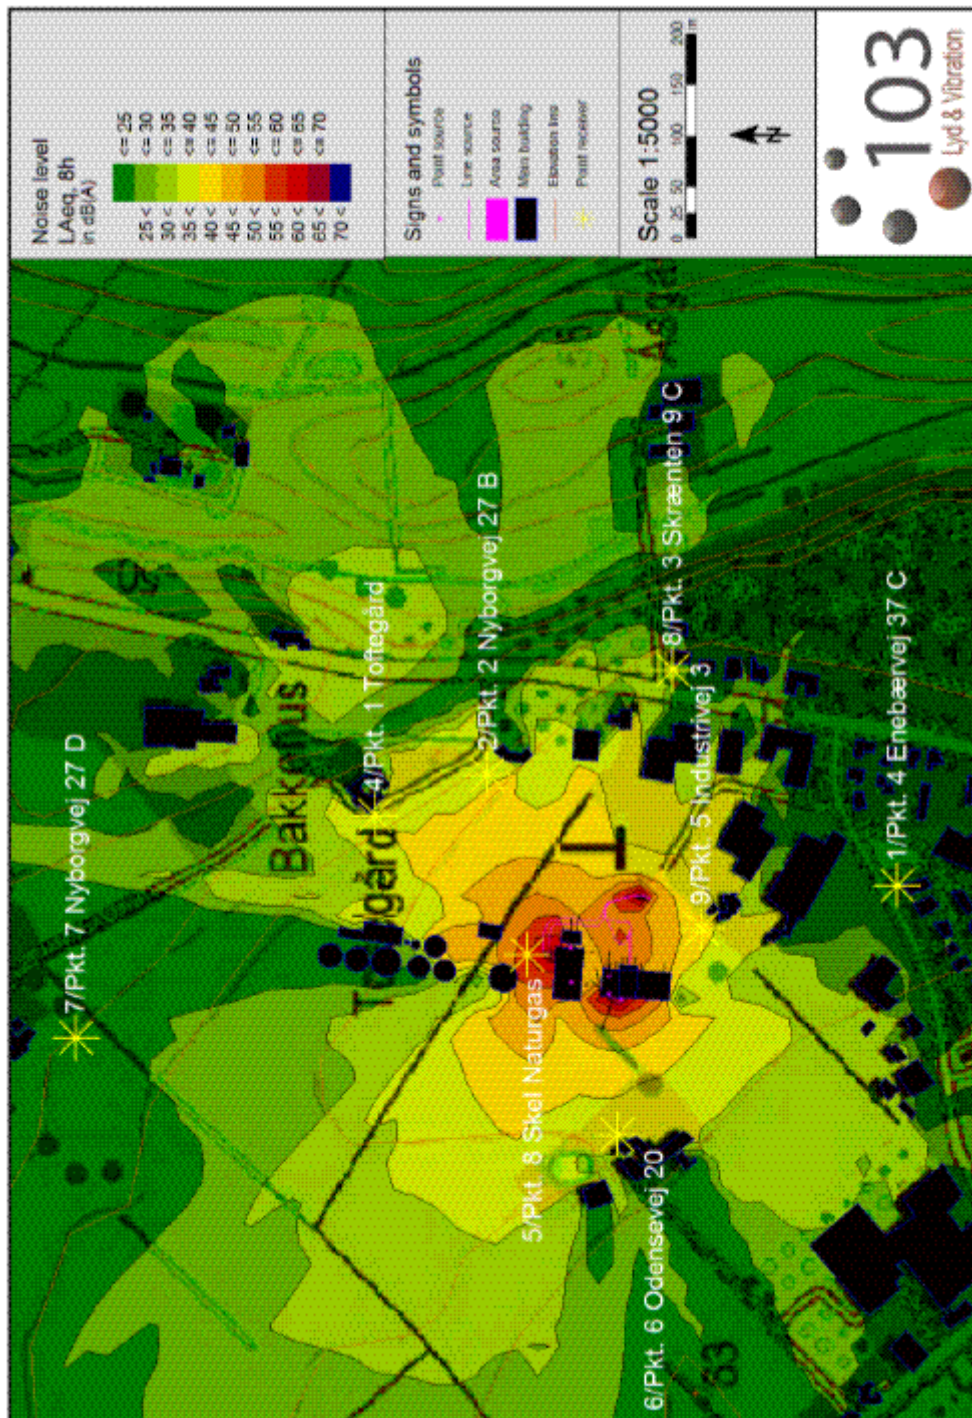 Noise level
LAeq, 8h
in dB(A)
<= 25
25 < <= 30
30 < <= 35
35 < <= 40
40 < <= 45
45 < <= 50
50 < <= 55
55 < <= 60
60 < <= 65
65 < <= 70
70 <
Signs and symbols
Point source
Line source
Area source
Main building
Elevation line
Point receiver
Scale 1:5000
0 25 50 100 150 200
m
N
103
Lyd & Vibration
7/Pkt. 7 Nyborgvej 27 D
Bakkehus
4/Pkt. 1 Toftegård
2/Pkt. 2 Nyborgvej 27 B
8/Pkt. 3 Skrænten 9 C
9/Pkt. 5 Industrivej 3
1/Pkt. 4 Enebærvej 37 C
5/Pkt. 8 Skel Naturgas
6/Pkt. 6 Odensevej 20
T
63